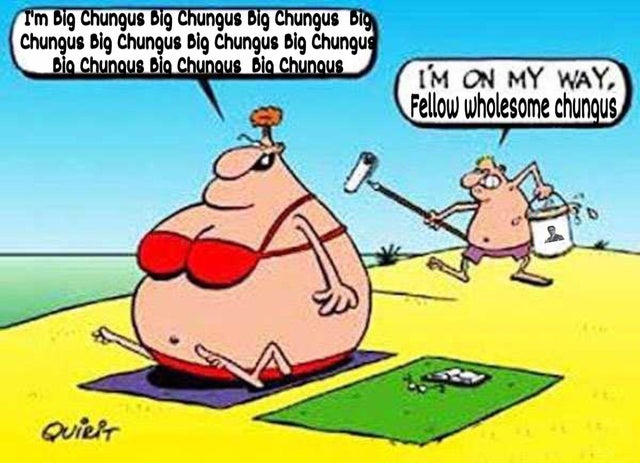 I'm Big Chungus Big Chungus Big Chungus Big
Chungus Big Chungus Big Chungus Big Chungus
Big Chungus Big Chungus Big Chungus
I'M ON MY WAY,
Fellow wholesome chungus
QUIRIT